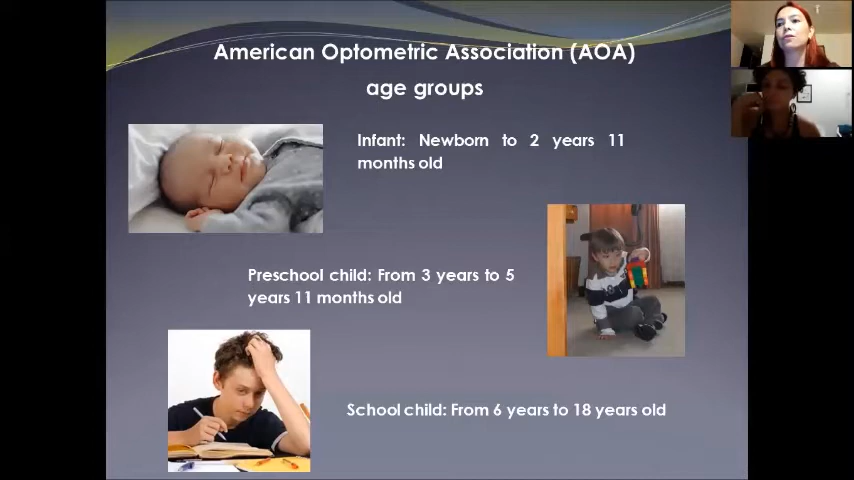 American Optometric Association (AOA)
age groups
Infant: Newborn to 2 years 11
months old
Preschool child: From 3 years to 5
years 11 months old
School child: From 6 years to 18 years old